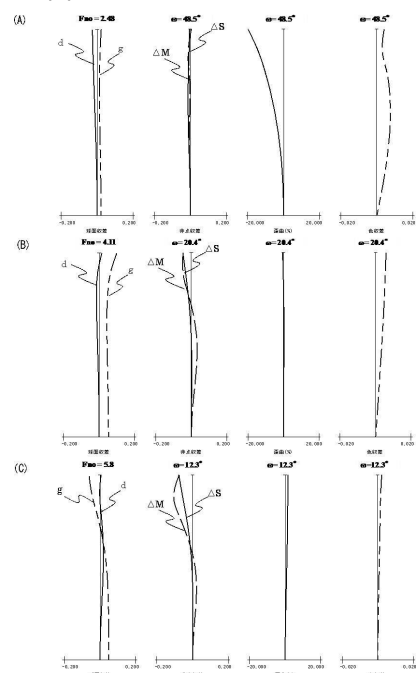 (A)
Fno=2.48 ω=48.5° ω=48.5° ω=48.5°
d g △M △S
-0.200 0.200 -0.200 0.200 -20.000 20.000 -0.020 0.020
球面収差 非点収差 歪曲(%) 色収差
(B)
Fno=4.11 ω=20.4° ω=20.4° ω=20.4°
d g △M △S
-0.200 0.200 -0.200 0.200 -20.000 20.000 -0.020 0.020
球面収差 非点収差 歪曲(%) 色収差
(C)
Fno=5.8 ω=12.3° ω=12.3° ω=12.3°
g d △M △S
-0.200 0.200 -0.200 0.200 -20.000 20.000 -0.020 0.020